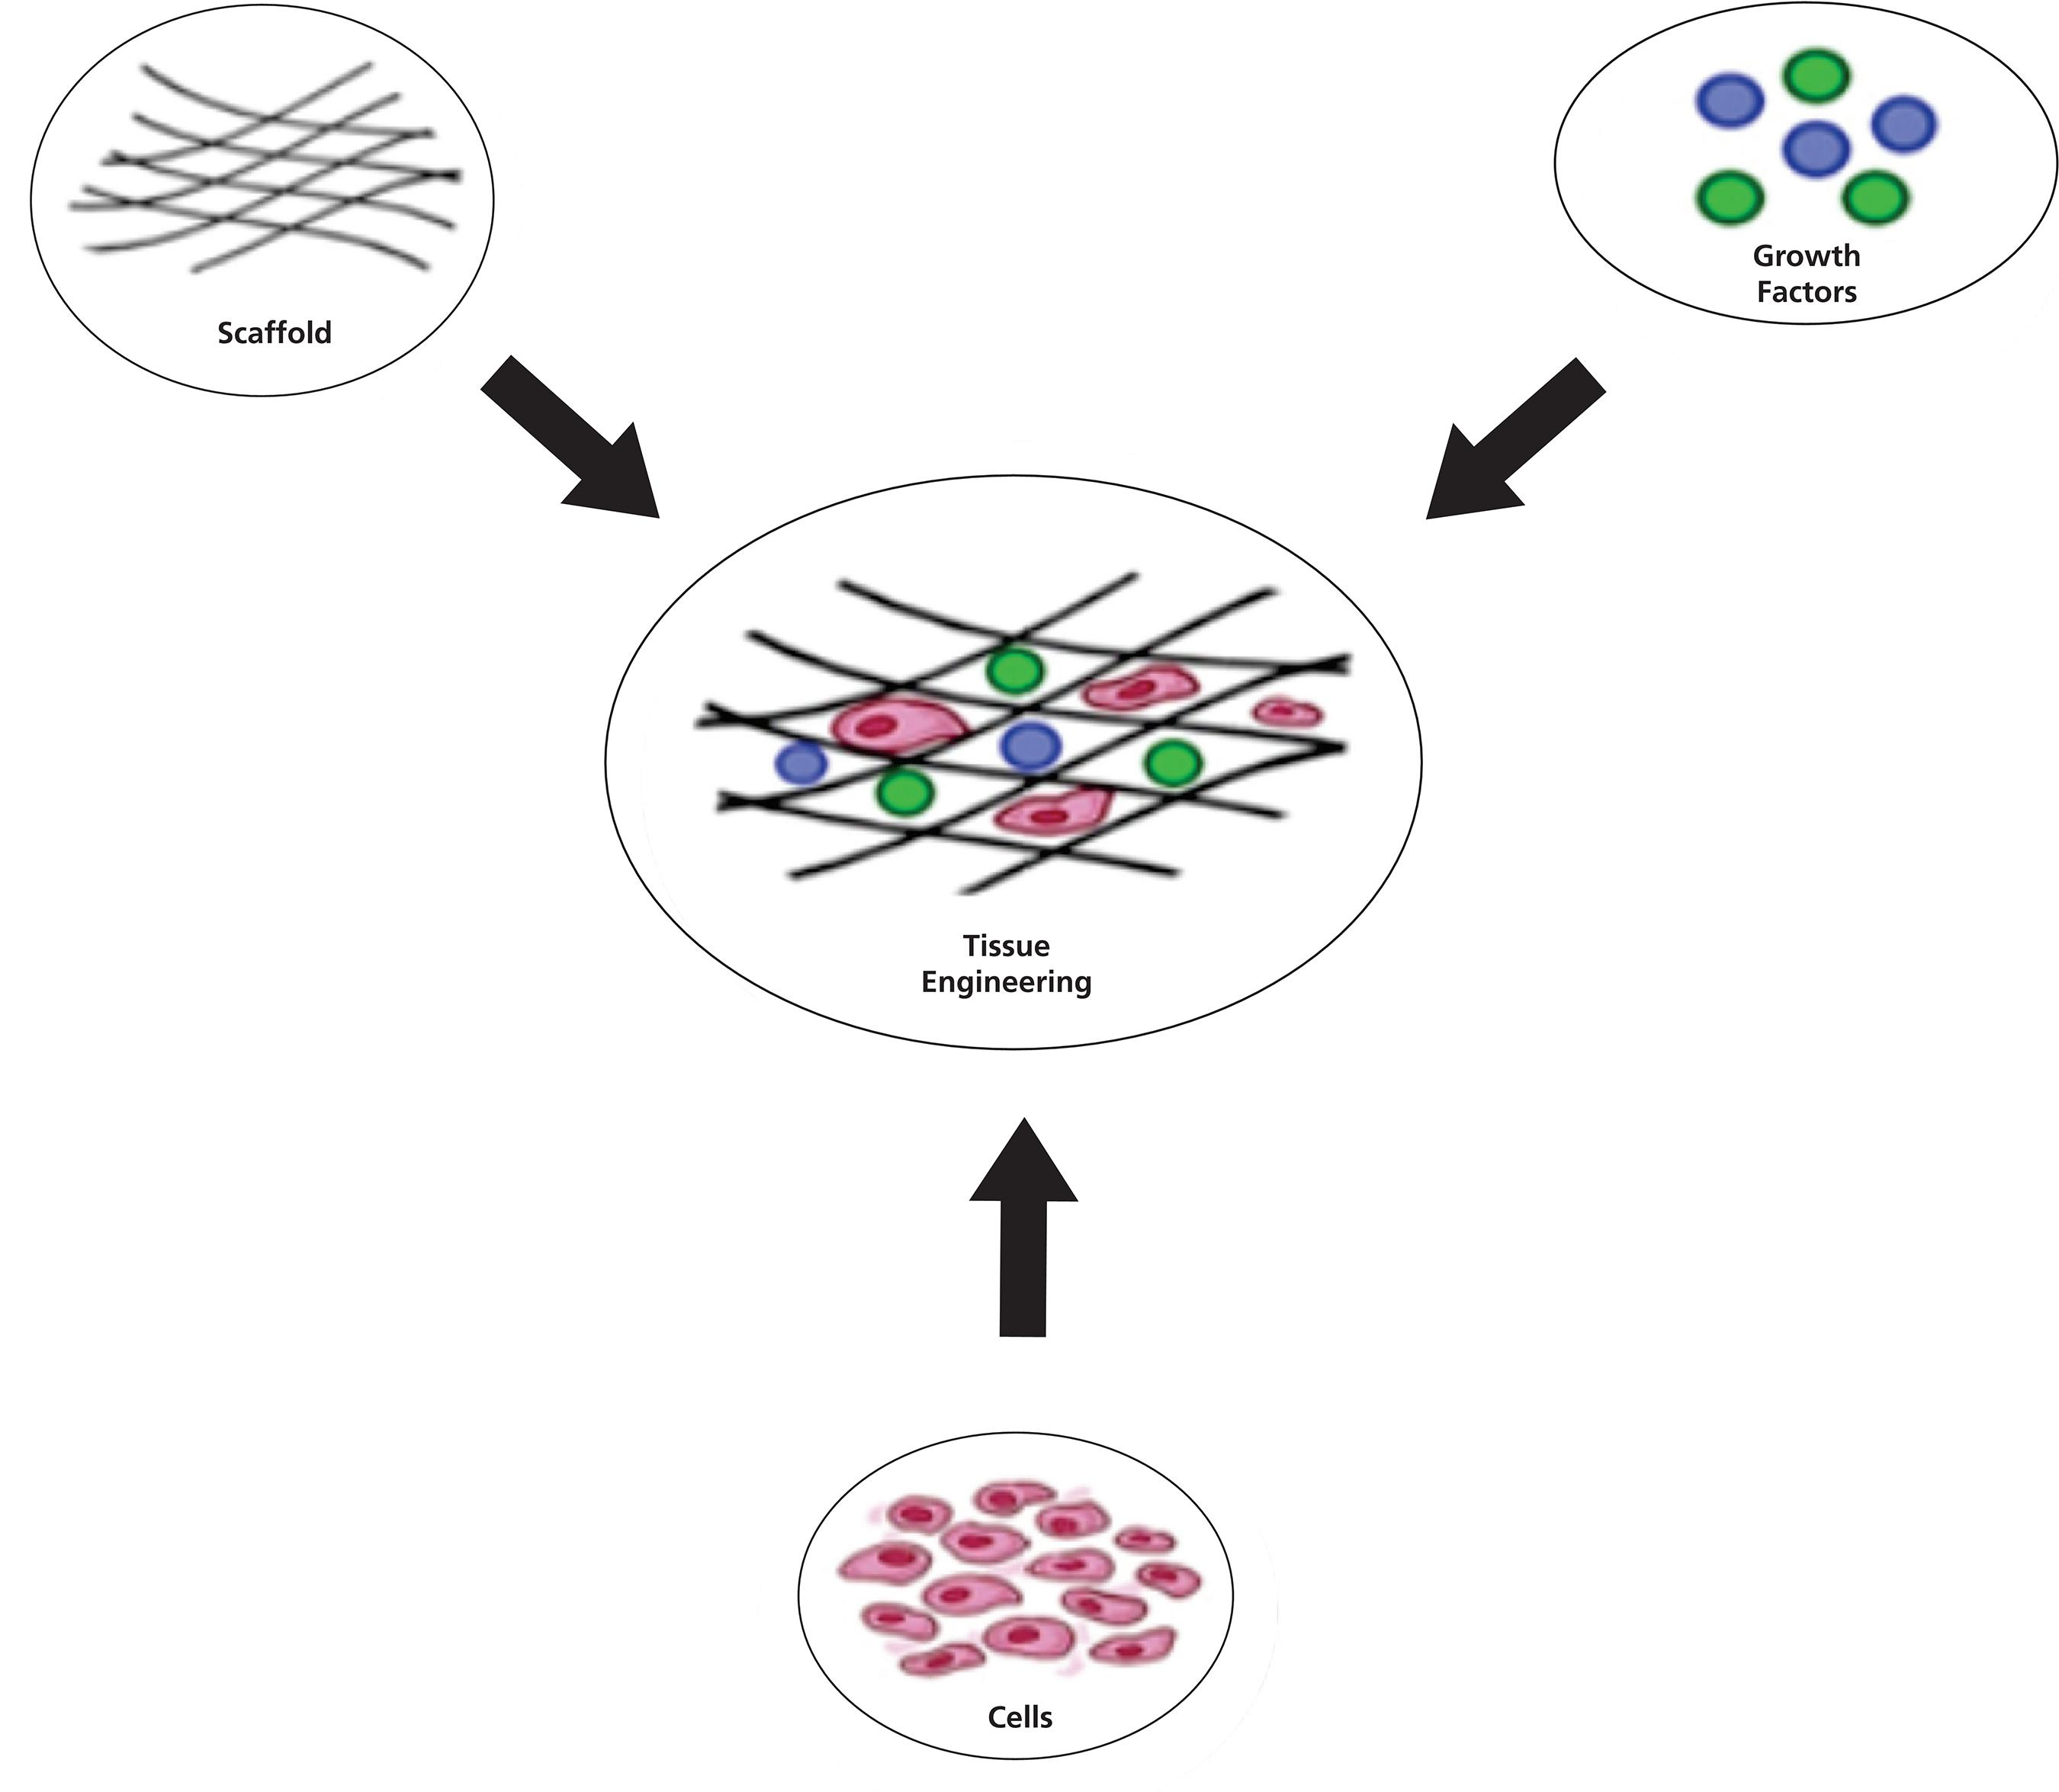 Scaffold
Growth
Factors
Tissue
Engineering
Cells